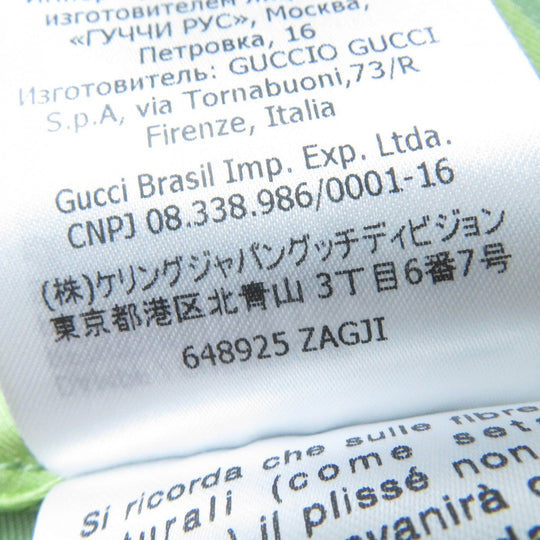 изготовителем
«ГУЧЧИ РУС», Москва,
Петровка, 16
Изготовитель: GUCCIO GUCCI
S.p.A, via Tornabuoni,73/R
Firenze, Italia
Gucci Brasil Imp. Exp. Ltda.
CNPJ 08.338.986/0001-16
(株)ケリングジャパングッチディビジョン
東京都港区北青山 3丁目6番7号
648925 ZAGJI
Si ricorda che sulle fibre
(come
il plissé non